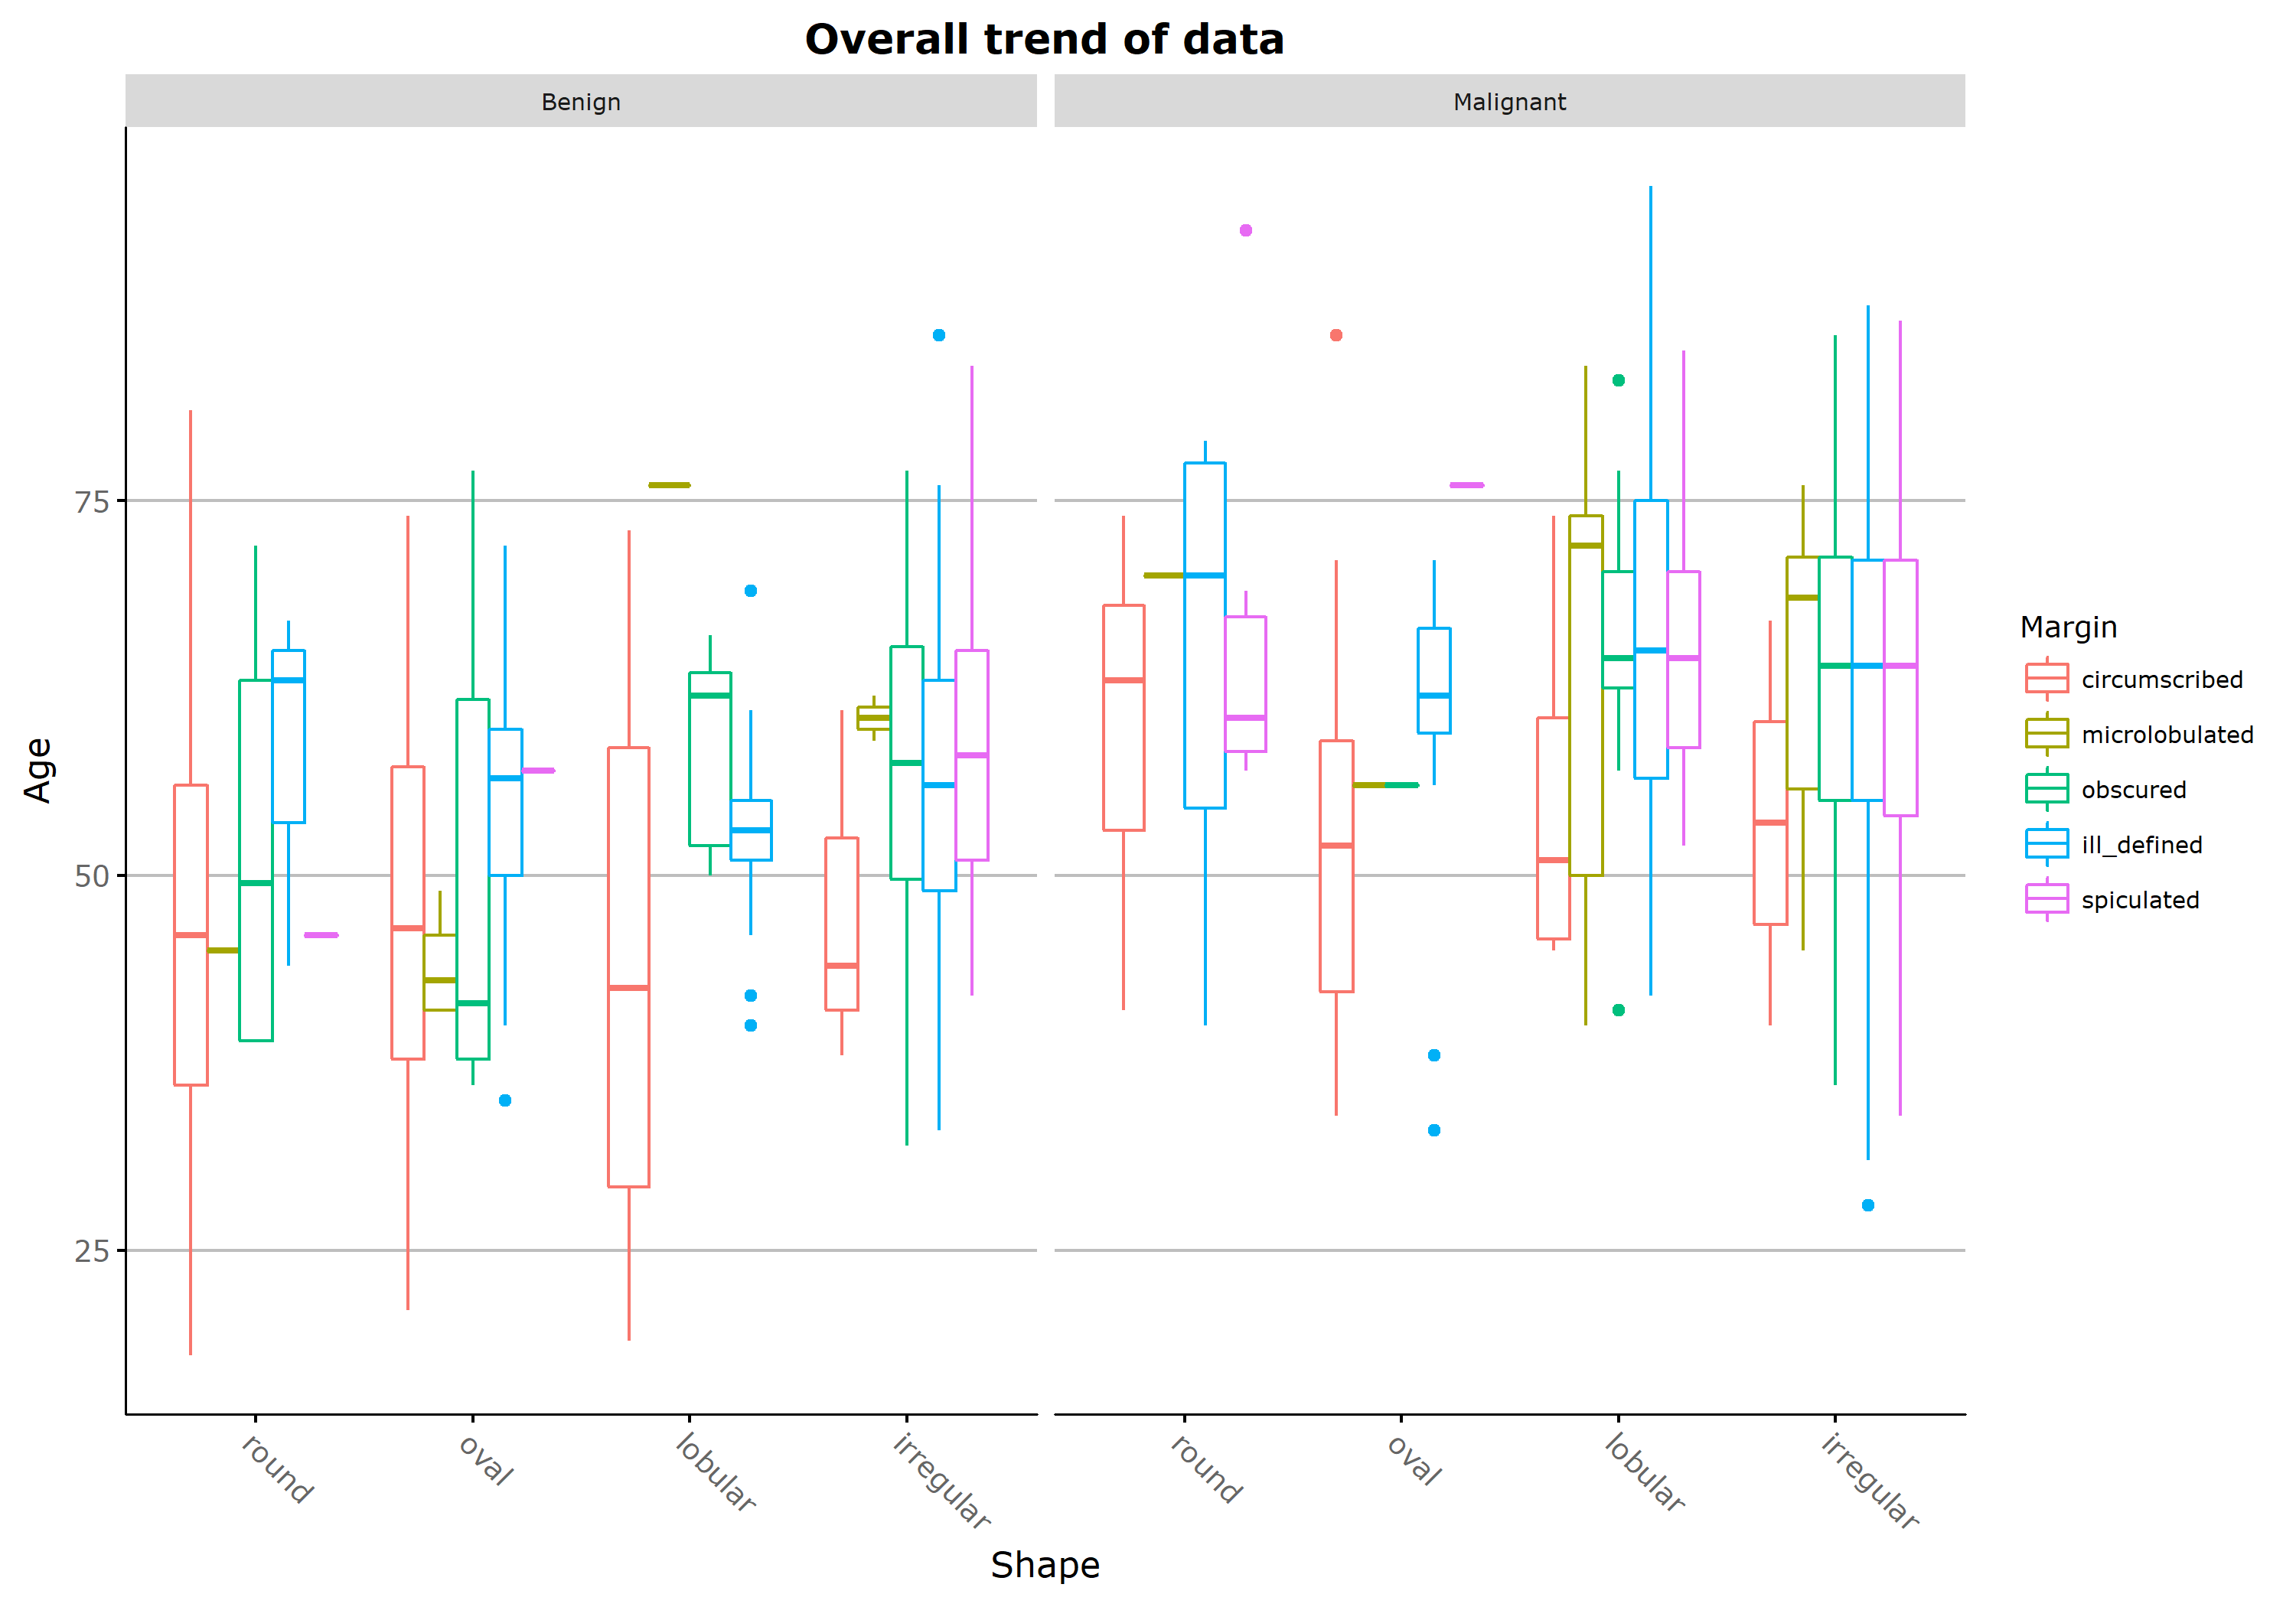 Overall trend of data
Benign
Malignant
Age
75
50
25
round
oval
lobular
irregular
round
oval
lobular
irregular
Shape
Margin
circumscribed
microlobulated
obscured
ill_defined
spiculated